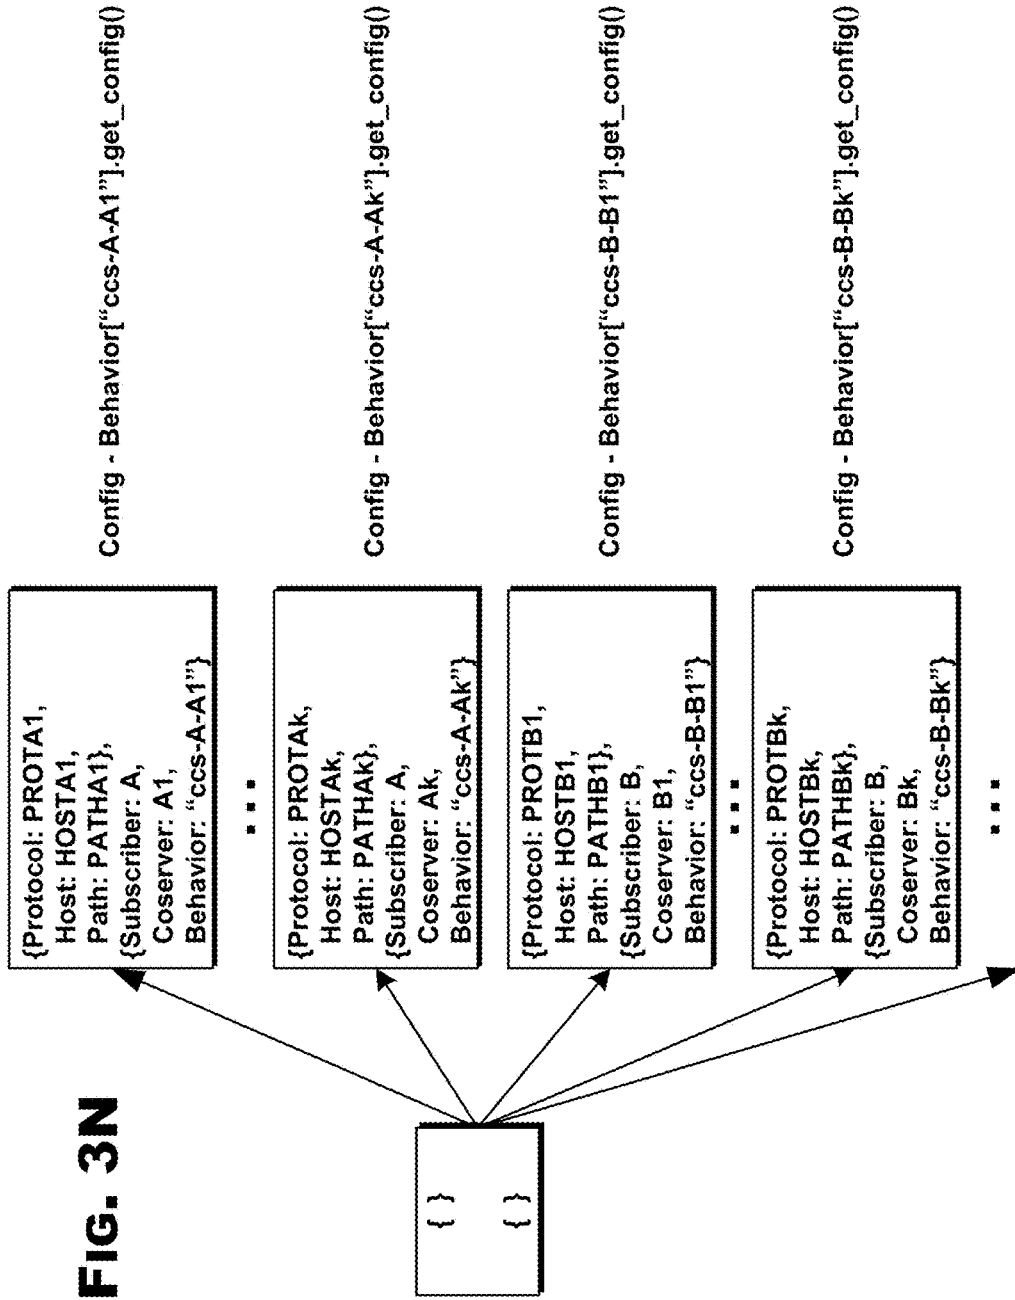 FIG. 3N
{ }
{ }
{Protocol: PROTA1,
Host: HOSTA1,
Path: PATHA1},
{Subscriber: A,
Coserver: A1,
Behavior: “ccs-A-A1”}
Config - Behavior[“ccs-A-A1”].get_config()
...
{Protocol: PROTAk,
Host: HOSTAk,
Path: PATHAk},
{Subscriber: A,
Coserver: Ak,
Behavior: “ccs-A-Ak”}
Config - Behavior[“ccs-A-Ak”].get_config()
{Protocol: PROTB1,
Host: HOSTB1,
Path: PATHB1},
{Subscriber: B,
Coserver: B1,
Behavior: “ccs-B-B1”}
Config - Behavior[“ccs-B-B1”].get_config()
...
{Protocol: PROTBk,
Host: HOSTBk,
Path: PATHBk},
{Subscriber: B,
Coserver: Bk,
Behavior: “ccs-B-Bk”}
Config - Behavior[“ccs-B-Bk”].get_config()
...